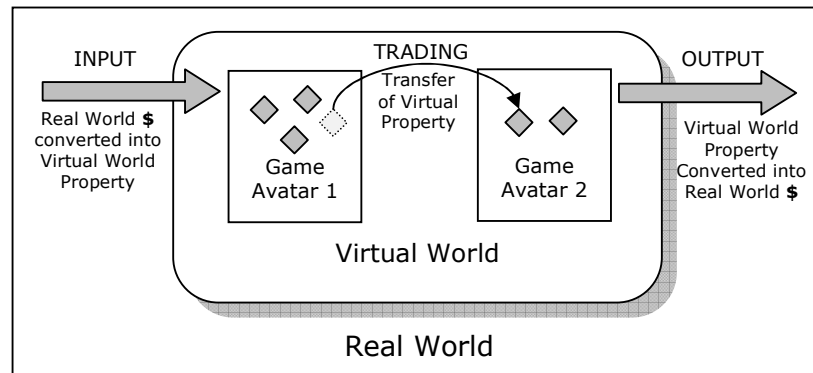 INPUT
Real World $
converted into
Virtual World
Property
TRADING
Transfer
of Virtual
Property
Game
Avatar 1
Game
Avatar 2
OUTPUT
Virtual World
Property
Converted into
Real World $
Virtual World
Real World